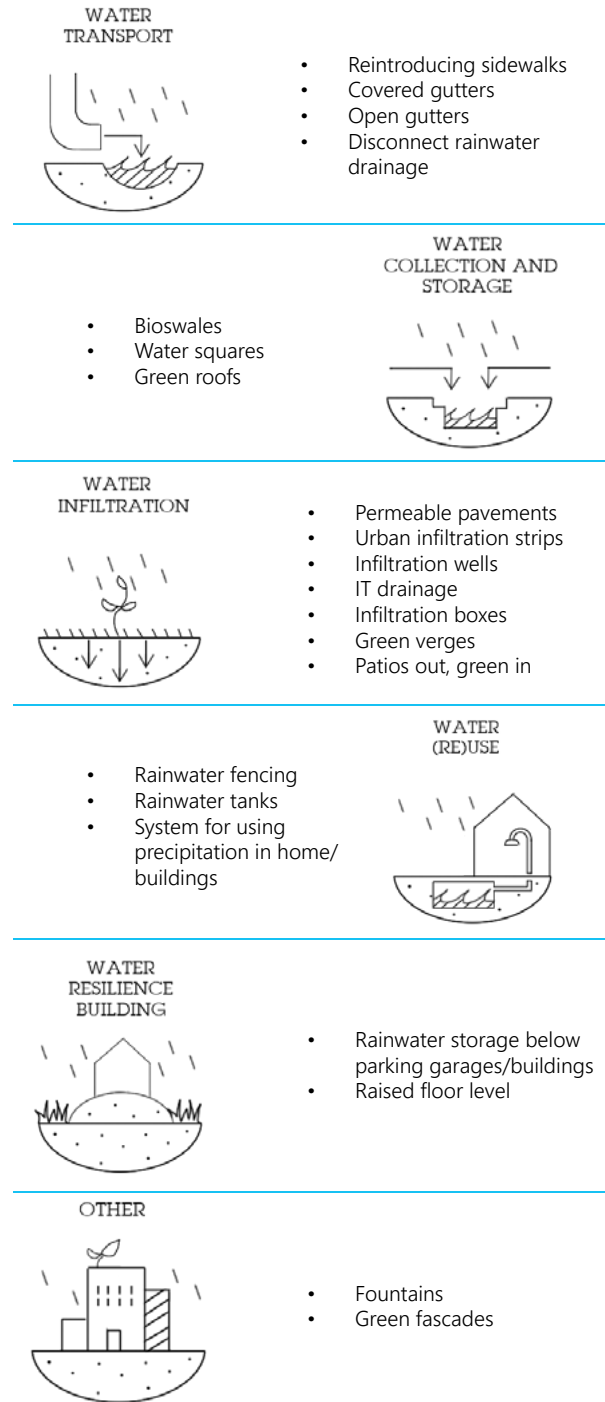 WATER
TRANSPORT
• Reintroducing sidewalks
• Covered gutters
• Open gutters
• Disconnect rainwater
drainage
WATER
COLLECTION AND
STORAGE
• Bioswales
• Water squares
• Green roofs
WATER
INFILTRATION
• Permeable pavements
• Urban infiltration strips
• Infiltration wells
• IT drainage
• Infiltration boxes
• Green verges
• Patios out, green in
WATER
(RE)USE
• Rainwater fencing
• Rainwater tanks
• System for using
precipitation in home/
buildings
WATER
RESILIENCE
BUILDING
• Rainwater storage below
parking garages/buildings
• Raised floor level
OTHER
• Fountains
• Green fascades